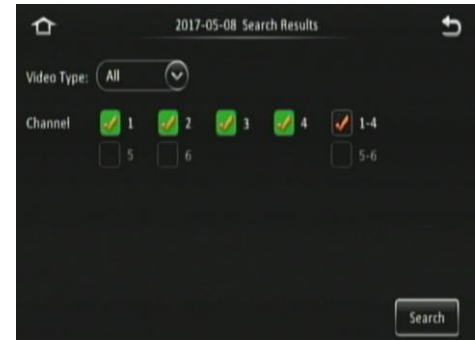 2017-05-08 Search Results
Video Type: All
Channel 1 2 3 4 1-4
5 6 5-6
Search